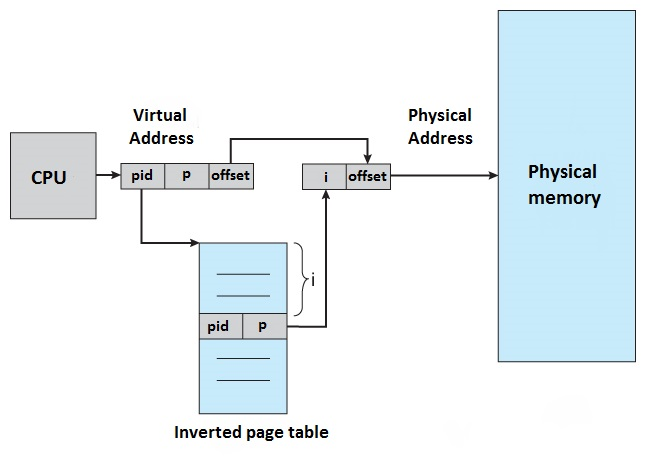 Virtual
Address
Physical
Address
CPU
pid p offset
i offset
Physical
memory
i
pid p
Inverted page table